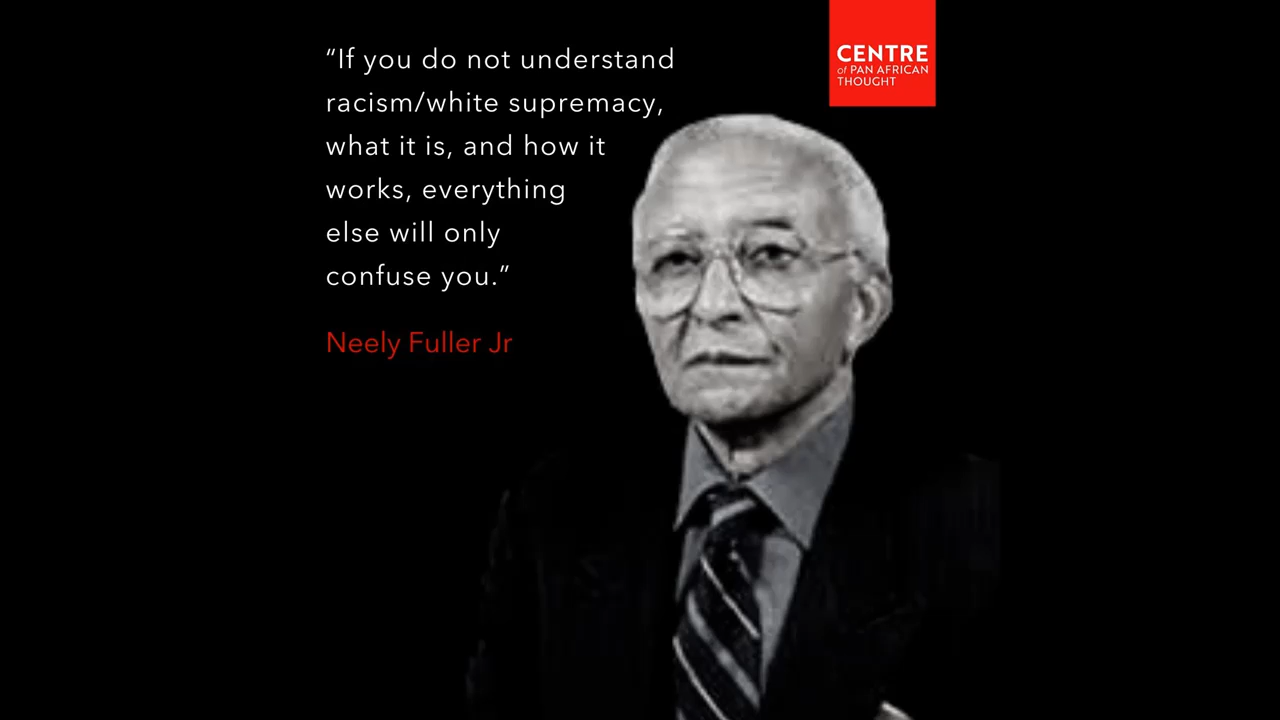 “If you do not understand
racism/white supremacy,
what it is, and how it
works, everything
else will only
confuse you.”
Neely Fuller Jr
CENTRE
of PAN AFRICAN
THOUGHT